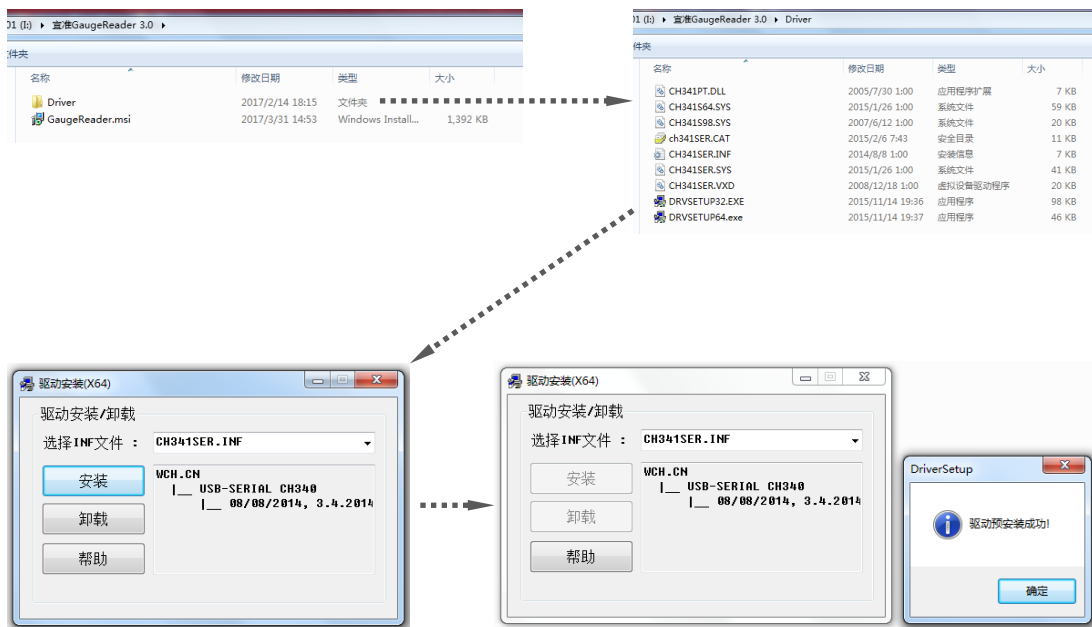 01 (I:) ▸ 宜准GaugeReader 3.0 ▸
文件夹
名称 修改日期 类型 大小
Driver 2017/2/14 18:15 文件夹
GaugeReader.msi 2017/3/31 14:53 Windows Install... 1,392 KB
01 (I:) ▸ 宜准GaugeReader 3.0 ▸ Driver
件夹
名称 修改日期 类型 大小
CH341PT.DLL 2005/7/30 1:00 应用程序扩展 7 KB
CH341S64.SYS 2015/1/26 1:00 系统文件 59 KB
CH341S98.SYS 2007/6/12 1:00 系统文件 20 KB
ch341SER.CAT 2015/2/6 7:43 安全目录 11 KB
CH341SER.INF 2014/8/8 1:00 安装信息 7 KB
CH341SER.SYS 2015/1/26 1:00 系统文件 41 KB
CH341SER.VXD 2008/12/18 1:00 虚拟设备驱动程序 20 KB
DRVSETUP32.EXE 2015/11/14 19:36 应用程序 98 KB
DRVSETUP64.exe 2015/11/14 19:37 应用程序 46 KB
驱动安装(X64)
驱动安装/卸载
选择INF文件 : CH341SER.INF
安装
卸载
帮助
WCH.CN
|__ USB-SERIAL CH340
|__ 08/08/2014, 3.4.2014
驱动安装(X64)
驱动安装/卸载
选择INF文件 : CH341SER.INF
安装
卸载
帮助
WCH.CN
|__ USB-SERIAL CH340
|__ 08/08/2014, 3.4.2014
DriverSetup
驱动预安装成功!
确定